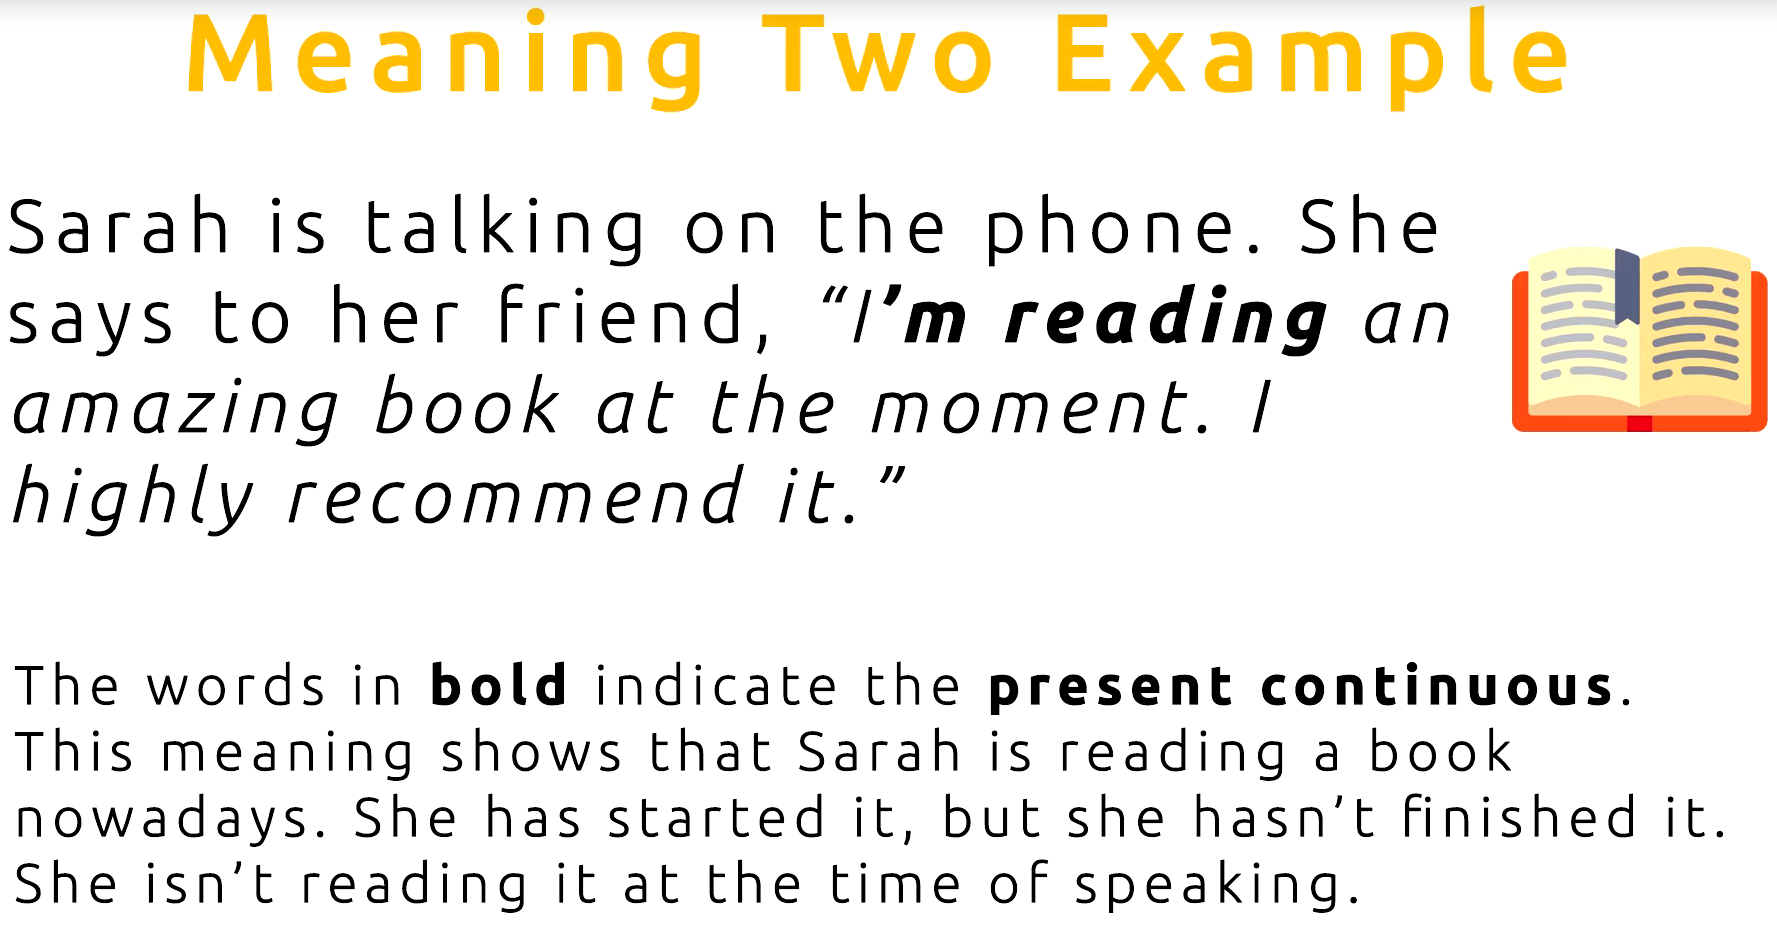 Meaning Two Example
Sarah is talking on the phone. She
says to her friend, “I’m reading an
amazing book at the moment. I
highly recommend it.”
The words in bold indicate the present continuous.
This meaning shows that Sarah is reading a book
nowadays. She has started it, but she hasn’t finished it.
She isn’t reading it at the time of speaking.